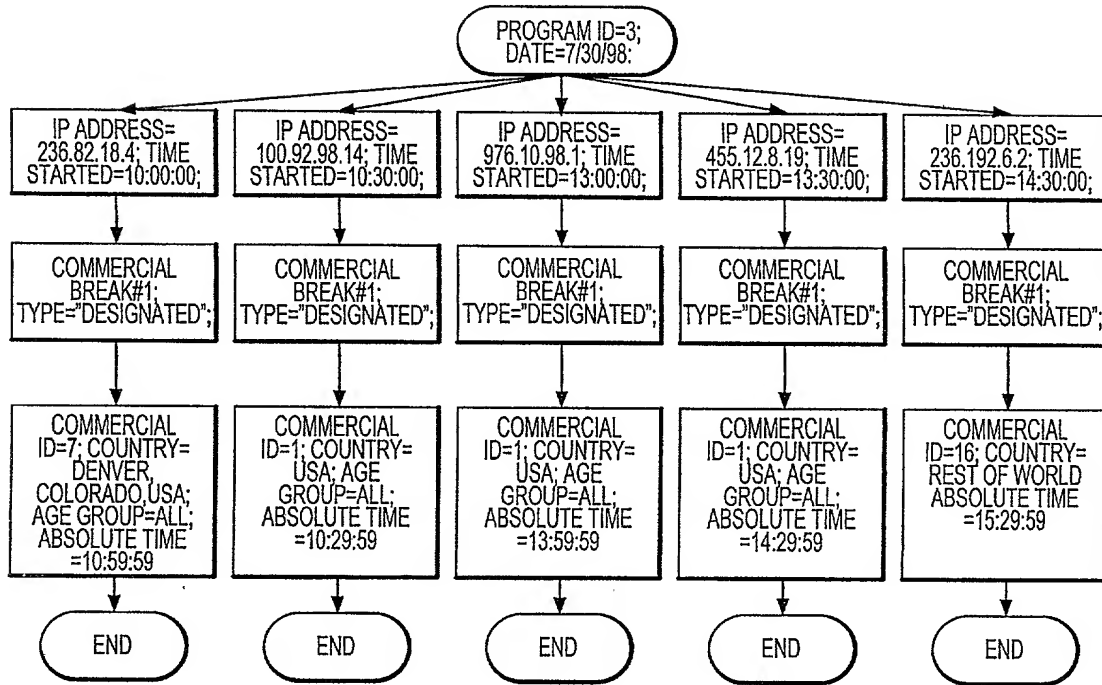 PROGRAM ID=3;
DATE=7/30/98:
IP ADDRESS=
236.82.18.4; TIME
STARTED=10:00:00;
IP ADDRESS=
100.92.98.14; TIME
STARTED=10:30:00;
IP ADDRESS=
976.10.98.1; TIME
STARTED=13:00:00;
IP ADDRESS=
455.12.8.19; TIME
STARTED=13:30:00;
IP ADDRESS=
236.192.6.2; TIME
STARTED=14:30:00;
COMMERCIAL
BREAK#1;
TYPE="DESIGNATED";
COMMERCIAL
BREAK#1;
TYPE="DESIGNATED";
COMMERCIAL
BREAK#1;
TYPE="DESIGNATED";
COMMERCIAL
BREAK#1;
TYPE="DESIGNATED";
COMMERCIAL
BREAK#1;
TYPE="DESIGNATED";
COMMERCIAL
ID=7; COUNTRY=
DENVER,
COLORADO,USA;
AGE GROUP=ALL;
ABSOLUTE TIME
=10:59:59
COMMERCIAL
ID=1; COUNTRY=
USA; AGE
GROUP=ALL;
ABSOLUTE TIME
=10:29:59
COMMERCIAL
ID=1; COUNTRY=
USA; AGE
GROUP=ALL;
ABSOLUTE TIME
=13:59:59
COMMERCIAL
ID=1; COUNTRY=
USA; AGE
GROUP=ALL;
ABSOLUTE TIME
=14:29:59
COMMERCIAL
ID=16; COUNTRY=
REST OF WORLD
ABSOLUTE TIME
=15:29:59
END
END
END
END
END